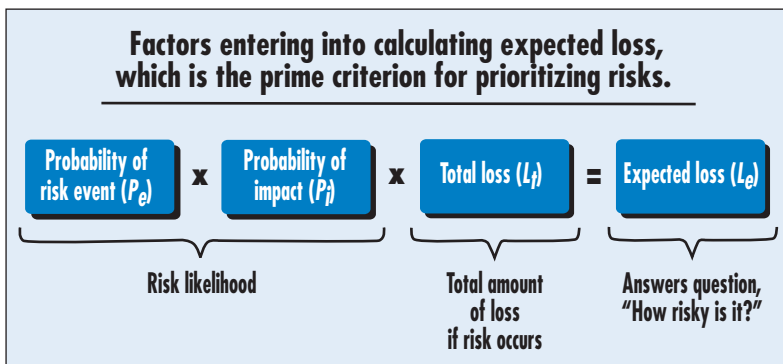 Factors entering into calculating expected loss,
which is the prime criterion for prioritizing risks.
Probability of
risk event (Pe)
x
Probability of
impact (Pi)
x
Total loss (Lt)
=
Expected loss (Le)
Risk likelihood
Total amount
of loss
if risk occurs
Answers question,
“How risky is it?”